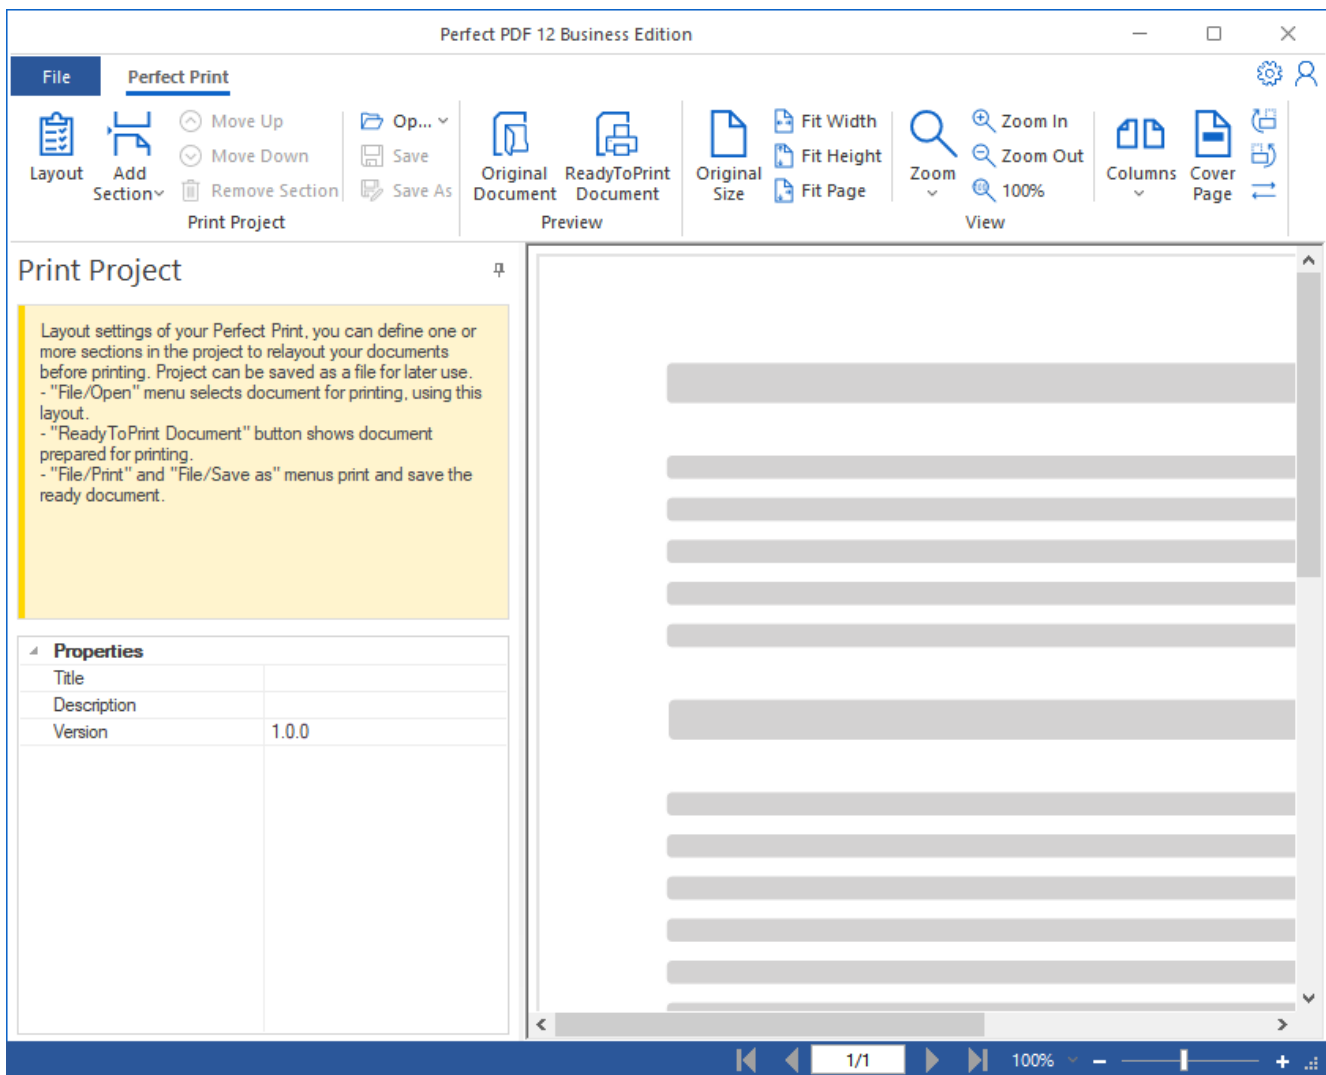 Perfect PDF 12 Business Edition
File
Perfect Print
Layout
Add
Section
Move Up
Move Down
Remove Section
Op...
Save
Save As
Print Project
Original
Document
ReadyToPrint
Document
Preview
Original
Size
Fit Width
Fit Height
Fit Page
Zoom
Zoom In
Zoom Out
100%
Columns
Cover
Page
View
Print Project
Layout settings of your Perfect Print, you can define one or
more sections in the project to relayout your documents
before printing. Project can be saved as a file for later use.
- "File/Open" menu selects document for printing, using this
layout.
- "ReadyToPrint Document" button shows document
prepared for printing.
- "File/Print" and "File/Save as" menus print and save the
ready document.
Properties
Title
Description
Version 1.0.0
1/1
100%